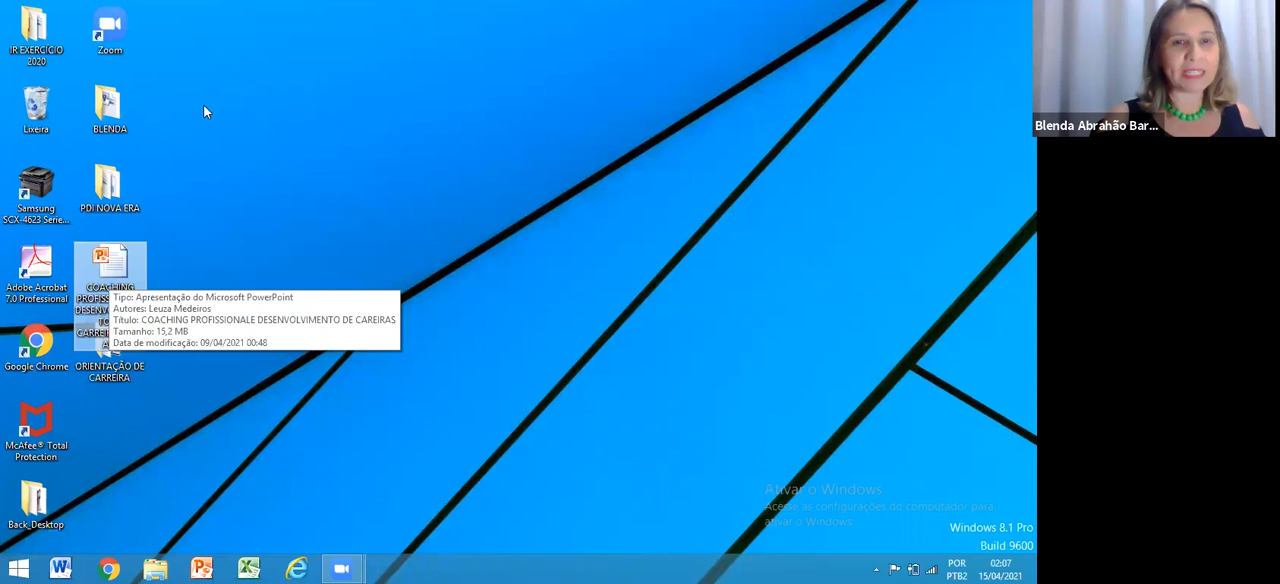 IR EXERCÍCIO
2020
Zoom
Lixeira
BLENDA
Samsung
SCX-4623 Serie...
PDI NOVA ERA
Adobe Acrobat
7.0 Professional
COACHING
Tipo: Apresentação do Microsoft PowerPoint
Autores: Leuza Medeiros
Título: COACHING PROFISSIONALE DESENVOLVIMENTO DE CAREIRAS
Tamanho: 15,2 MB
Data de modificação: 09/04/2021 00:48
Google Chrome
ORIENTAÇÃO DE
CARREIRA
McAfee® Total
Protection
Back_Desktop
Blenda Abrahão Bar...
Ativar o Windows
Acesse as configurações do computador para
ativar o Windows.
Windows 8.1 Pro
Build 9600
POR
PTB2
02:07
15/04/2021